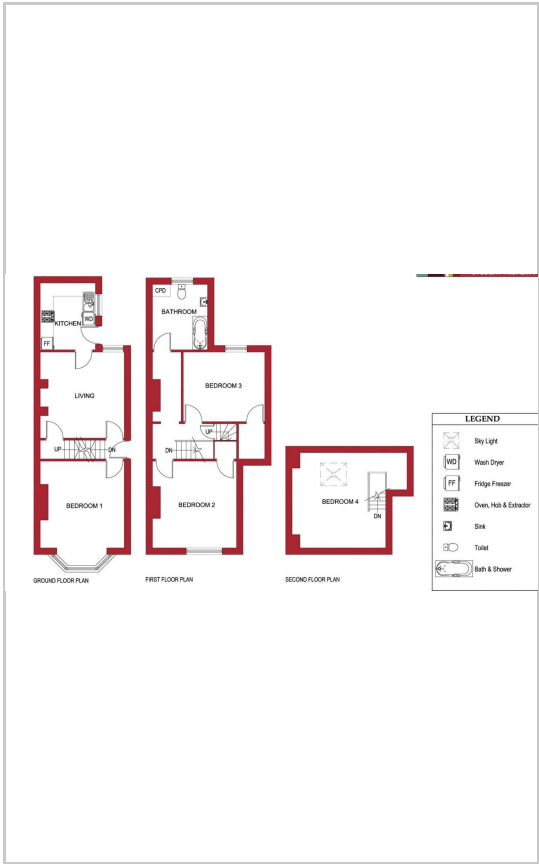 CPD
BATHROOM
KITCHEN
WD
FF
LIVING
BEDROOM 3
UP
DN
UP
DN
BEDROOM 1
BEDROOM 2
BEDROOM 4
DN
GROUND FLOOR PLAN
FIRST FLOOR PLAN
SECOND FLOOR PLAN
LEGEND
Sky Light
WD Wash Dryer
FF Fridge Freezer
Oven, Hob & Extractor
Sink
Toilet
Bath & Shower